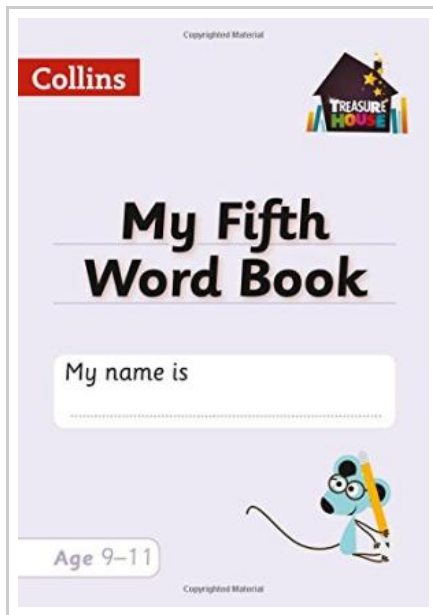 Copyrighted Material
Collins
TREASURE
HOUSE
My Fifth
Word Book
My name is
Age 9–11
Copyrighted Material